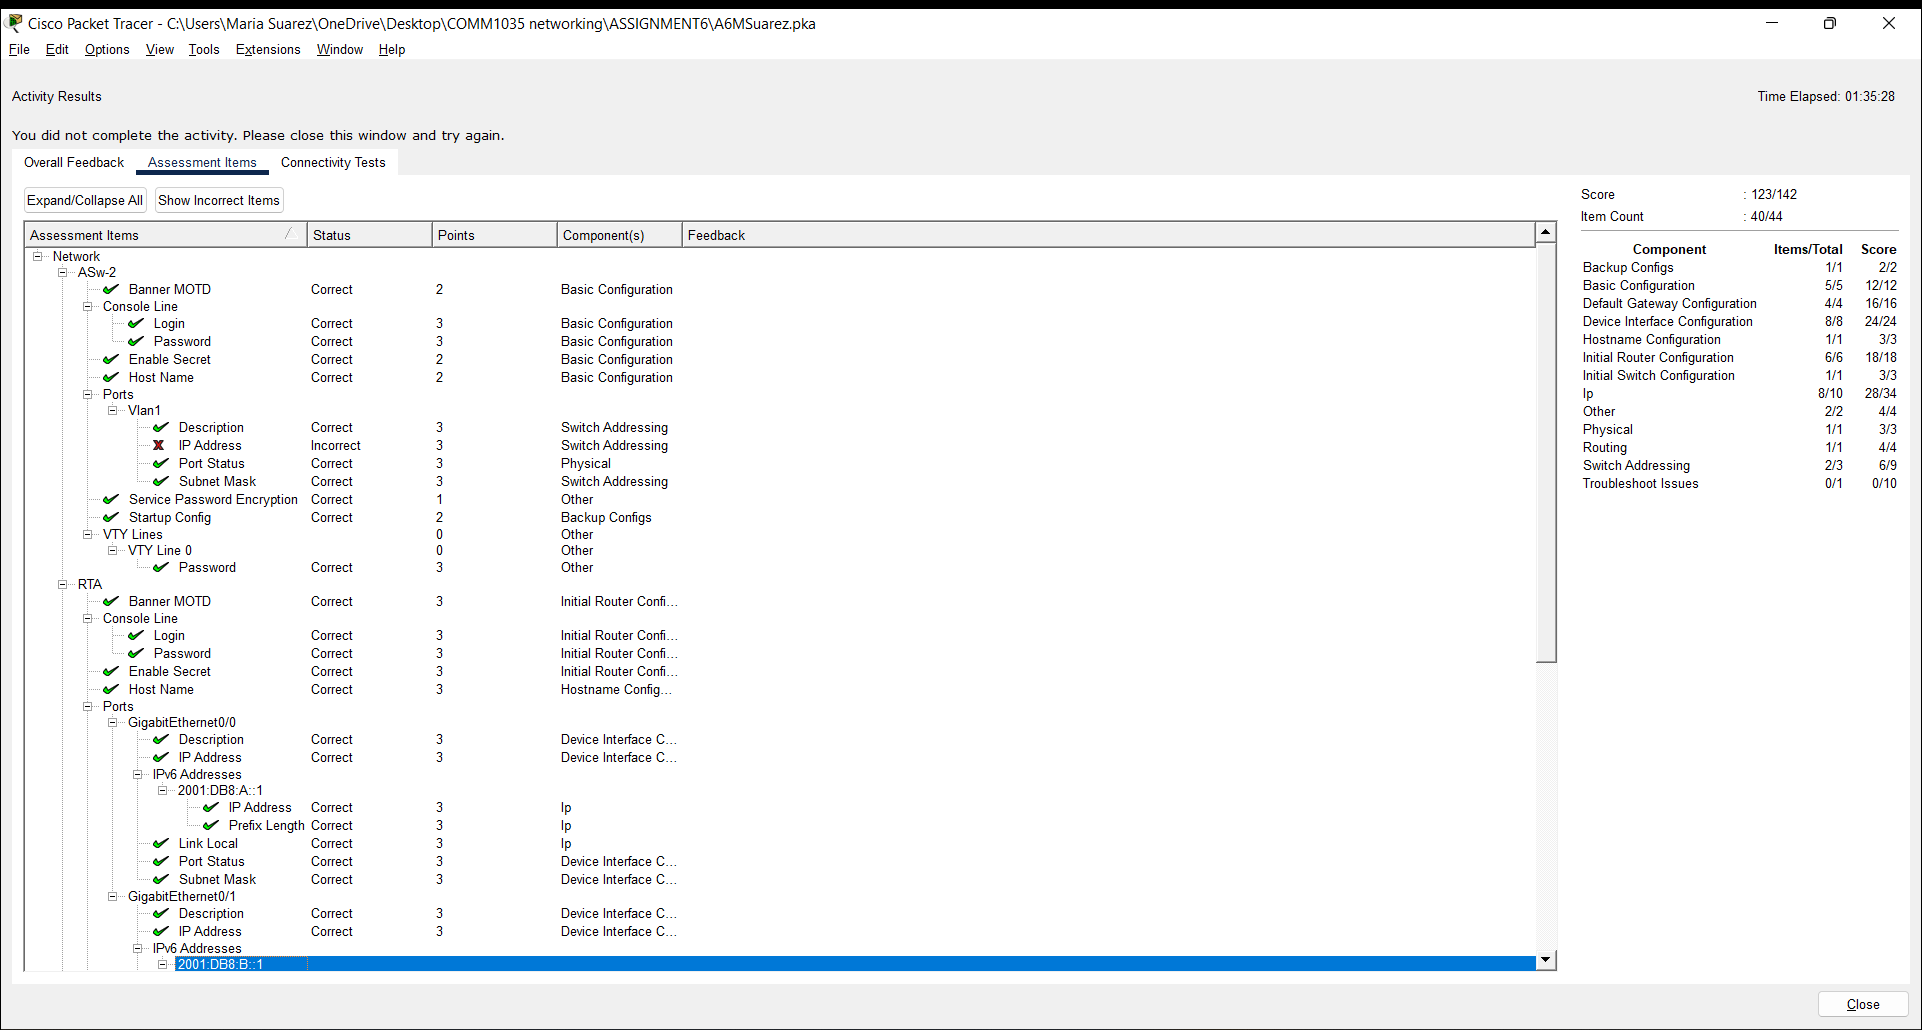 Cisco Packet Tracer - C:\Users\Maria Suarez\OneDrive\Desktop\COMM1035 networking\ASSIGNMENT6\A6MSuarez.pka
File Edit Options View Tools Extensions Window Help
Activity Results
Time Elapsed: 01:35:28
You did not complete the activity. Please close this window and try again.
Overall Feedback Assessment Items Connectivity Tests
Expand/Collapse All Show Incorrect Items
Assessment Items Status Points Component(s) Feedback
Network
ASw-2
Banner MOTD Correct 2 Basic Configuration
Console Line
Login Correct 3 Basic Configuration
Password Correct 3 Basic Configuration
Enable Secret Correct 2 Basic Configuration
Host Name Correct 2 Basic Configuration
Ports
Vlan1
Description Correct 3 Switch Addressing
IP Address Incorrect 3 Switch Addressing
Port Status Correct 3 Physical
Subnet Mask Correct 3 Switch Addressing
Service Password Encryption Correct 1 Other
Startup Config Correct 2 Backup Configs
VTY Lines 0 Other
VTY Line 0 0 Other
Password Correct 3 Other
RTA
Banner MOTD Correct 3 Initial Router Confi...
Console Line
Login Correct 3 Initial Router Confi...
Password Correct 3 Initial Router Confi...
Enable Secret Correct 3 Initial Router Confi...
Host Name Correct 3 Hostname Config...
Ports
GigabitEthernet0/0
Description Correct 3 Device Interface C...
IP Address Correct 3 Device Interface C...
IPv6 Addresses
2001:DB8:A::1
IP Address Correct 3 Ip
Prefix Length Correct 3 Ip
Link Local Correct 3 Ip
Port Status Correct 3 Device Interface C...
Subnet Mask Correct 3 Device Interface C...
GigabitEthernet0/1
Description Correct 3 Device Interface C...
IP Address Correct 3 Device Interface C...
IPv6 Addresses
2001:DB8:B::1
Score : 123/142
Item Count : 40/44
Component Items/Total Score
Backup Configs 1/1 2/2
Basic Configuration 5/5 12/12
Default Gateway Configuration 4/4 16/16
Device Interface Configuration 8/8 24/24
Hostname Configuration 1/1 3/3
Initial Router Configuration 6/6 18/18
Initial Switch Configuration 1/1 3/3
Ip 8/10 28/34
Other 2/2 4/4
Physical 1/1 3/3
Routing 1/1 4/4
Switch Addressing 2/3 6/9
Troubleshoot Issues 0/1 0/10
Close